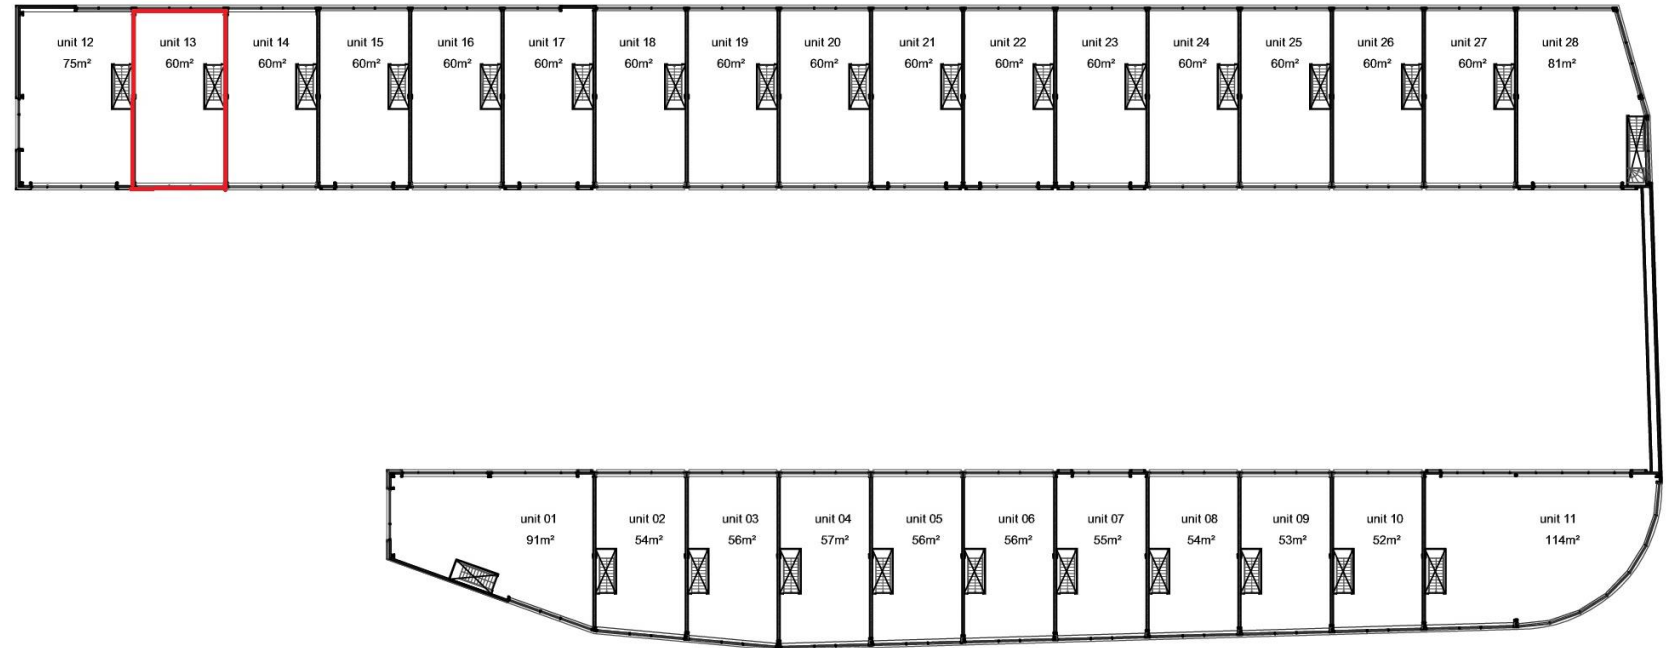 unit 12
75m²
unit 13
60m²
unit 14
60m²
unit 15
60m²
unit 16
60m²
unit 17
60m²
unit 18
60m²
unit 19
60m²
unit 20
60m²
unit 21
60m²
unit 22
60m²
unit 23
60m²
unit 24
60m²
unit 25
60m²
unit 26
60m²
unit 27
60m²
unit 28
81m²
unit 01
91m²
unit 02
54m²
unit 03
56m²
unit 04
57m²
unit 05
56m²
unit 06
56m²
unit 07
55m²
unit 08
54m²
unit 09
53m²
unit 10
52m²
unit 11
114m²